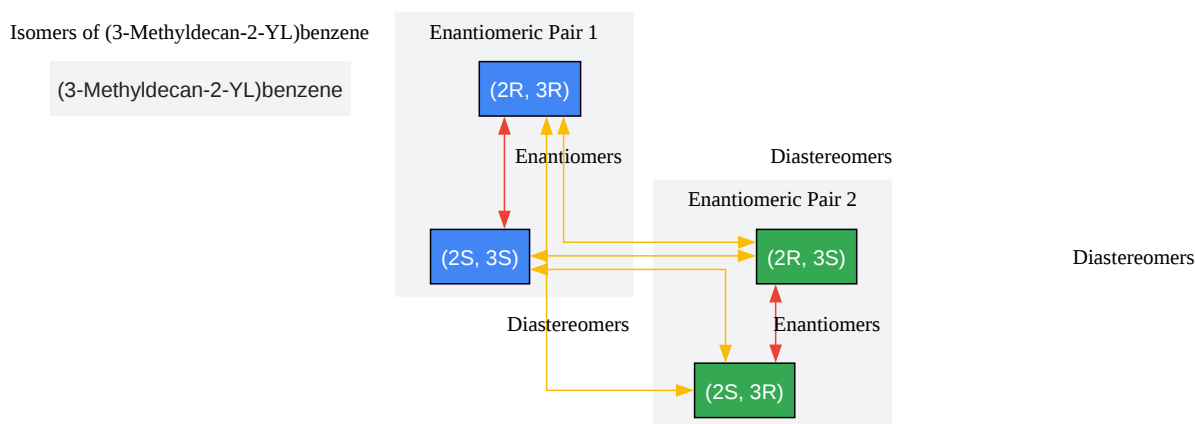 Isomers of (3-Methyldecan-2-YL)benzene
(3-Methyldecan-2-YL)benzene
Enantiomeric Pair 1
(2R, 3R)
Enantiomers
Diastereomers
(2S, 3S)
Enantiomeric Pair 2
(2R, 3S)
Diastereomers
Diastereomers
Enantiomers
(2S, 3R)